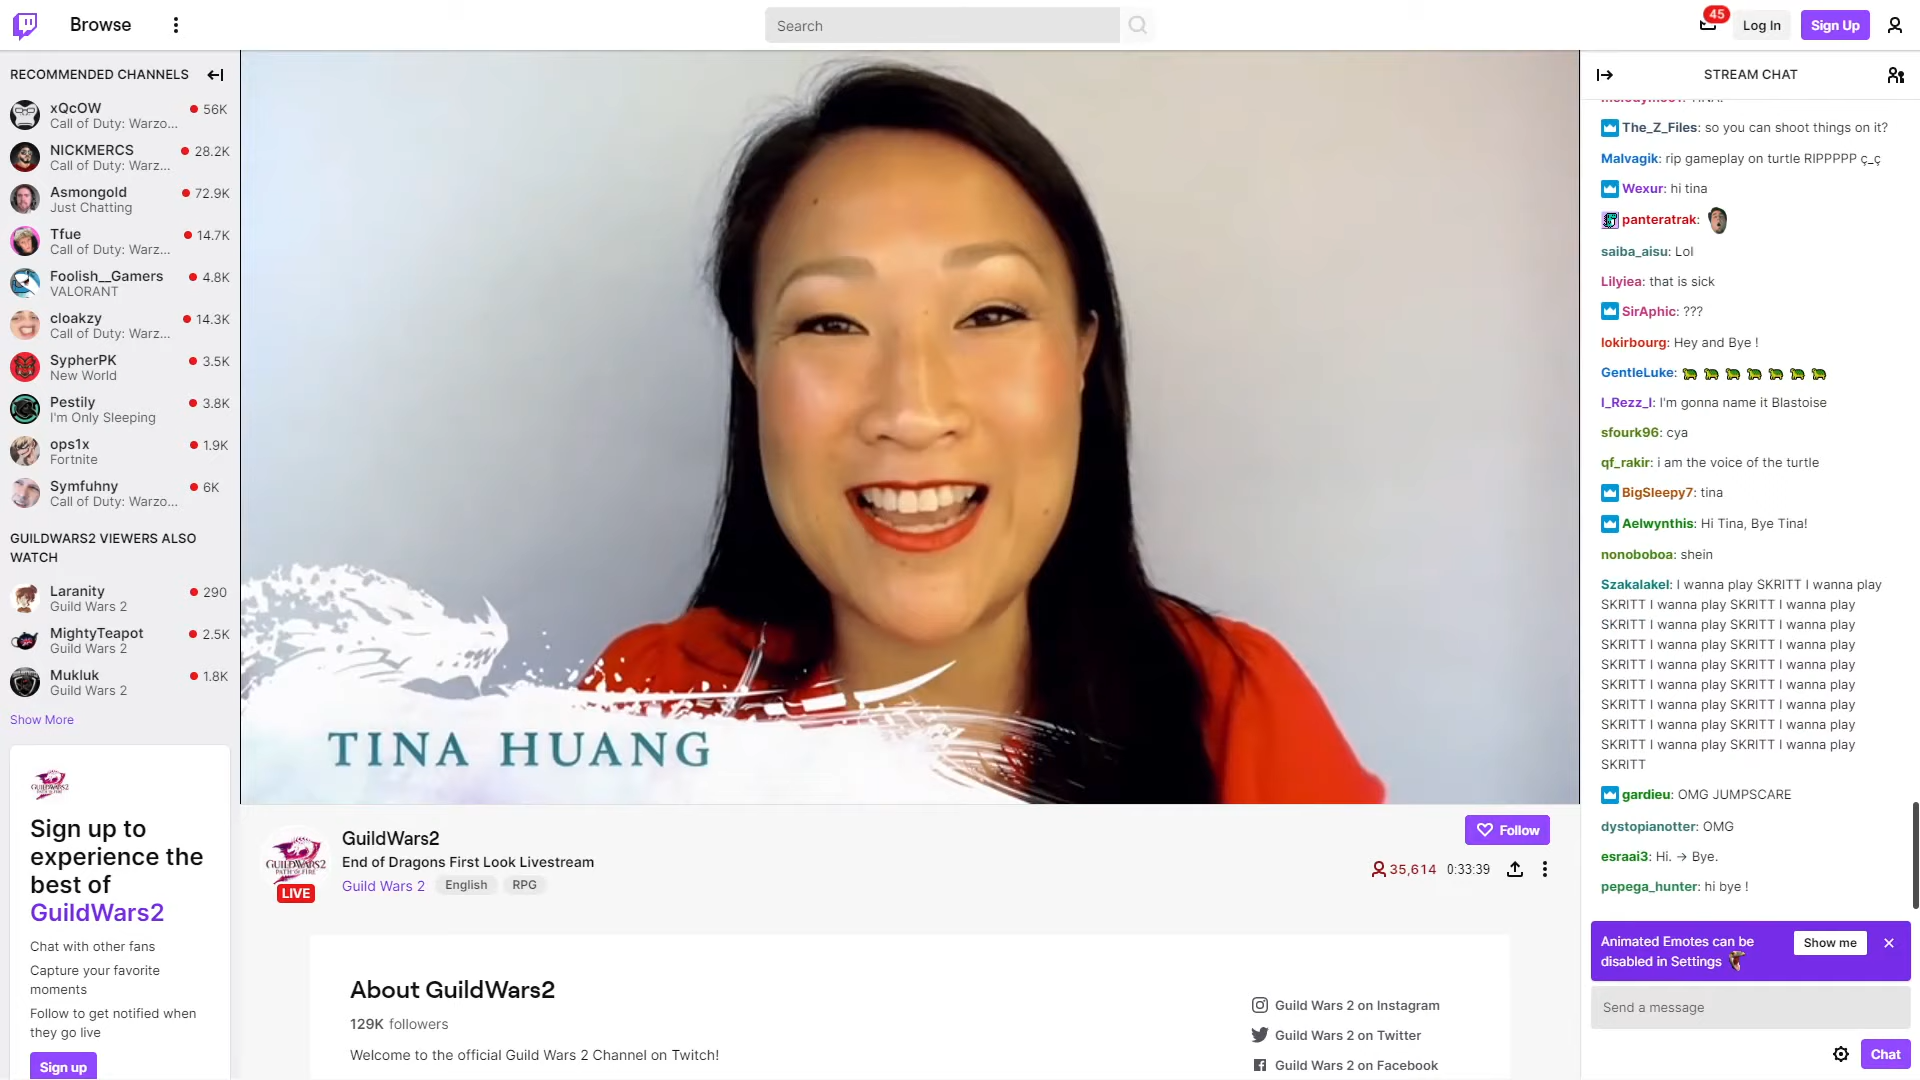 Browse
Search
45
Log In
Sign Up
RECOMMENDED CHANNELS
xQcOW
56K
Call of Duty: Warzo...
NICKMERCS
28.2K
Call of Duty: Warz...
Asmongold
72.9K
Just Chatting
Tfue
14.7K
Call of Duty: Warz...
Foolish__Gamers
4.8K
VALORANT
cloakzy
14.3K
Call of Duty: Warz...
SypherPK
3.5K
New World
Pestily
3.8K
I'm Only Sleeping
ops1x
1.9K
Fortnite
Symfuhny
6K
Call of Duty: Warzo...
GUILDWARS2 VIEWERS ALSO
WATCH
Laranity
290
Guild Wars 2
MightyTeapot
2.5K
Guild Wars 2
Mukluk
1.8K
Guild Wars 2
Show More
GUILDWARS2
Sign up to
experience the
best of
GuildWars2
Chat with other fans
Capture your favorite
moments
Follow to get notified when
they go live
Sign up
TINA HUANG
GUILDWARS2
PATH OF FIRE
LIVE
GuildWars2
End of Dragons First Look Livestream
Guild Wars 2
English
RPG
Follow
35,614
0:33:39
About GuildWars2
129K followers
Welcome to the official Guild Wars 2 Channel on Twitch!
Guild Wars 2 on Instagram
Guild Wars 2 on Twitter
Guild Wars 2 on Facebook
STREAM CHAT
The_Z_Files: so you can shoot things on it?
Malvagik: rip gameplay on turtle RIPPPPP ç_ç
Wexur: hi tina
panteratrak:
saiba_aisu: Lol
Lilyiea: that is sick
SirAphic: ???
lokirbourg: Hey and Bye !
GentleLuke:
I_Rezz_I: I'm gonna name it Blastoise
sfourk96: cya
qf_rakir: i am the voice of the turtle
BigSleepy7: tina
Aelwynthis: Hi Tina, Bye Tina!
nonoboboa: shein
Szakalakel: I wanna play SKRITT I wanna play
SKRITT I wanna play SKRITT I wanna play
SKRITT I wanna play SKRITT I wanna play
SKRITT I wanna play SKRITT I wanna play
SKRITT I wanna play SKRITT I wanna play
SKRITT I wanna play SKRITT I wanna play
SKRITT I wanna play SKRITT I wanna play
SKRITT I wanna play SKRITT I wanna play
SKRITT I wanna play SKRITT I wanna play
SKRITT
gardieu: OMG JUMPSCARE
dystopianotter: OMG
esraai3: Hi. -> Bye.
pepega_hunter: hi bye !
Animated Emotes can be
disabled in Settings
Show me
Send a message
Chat